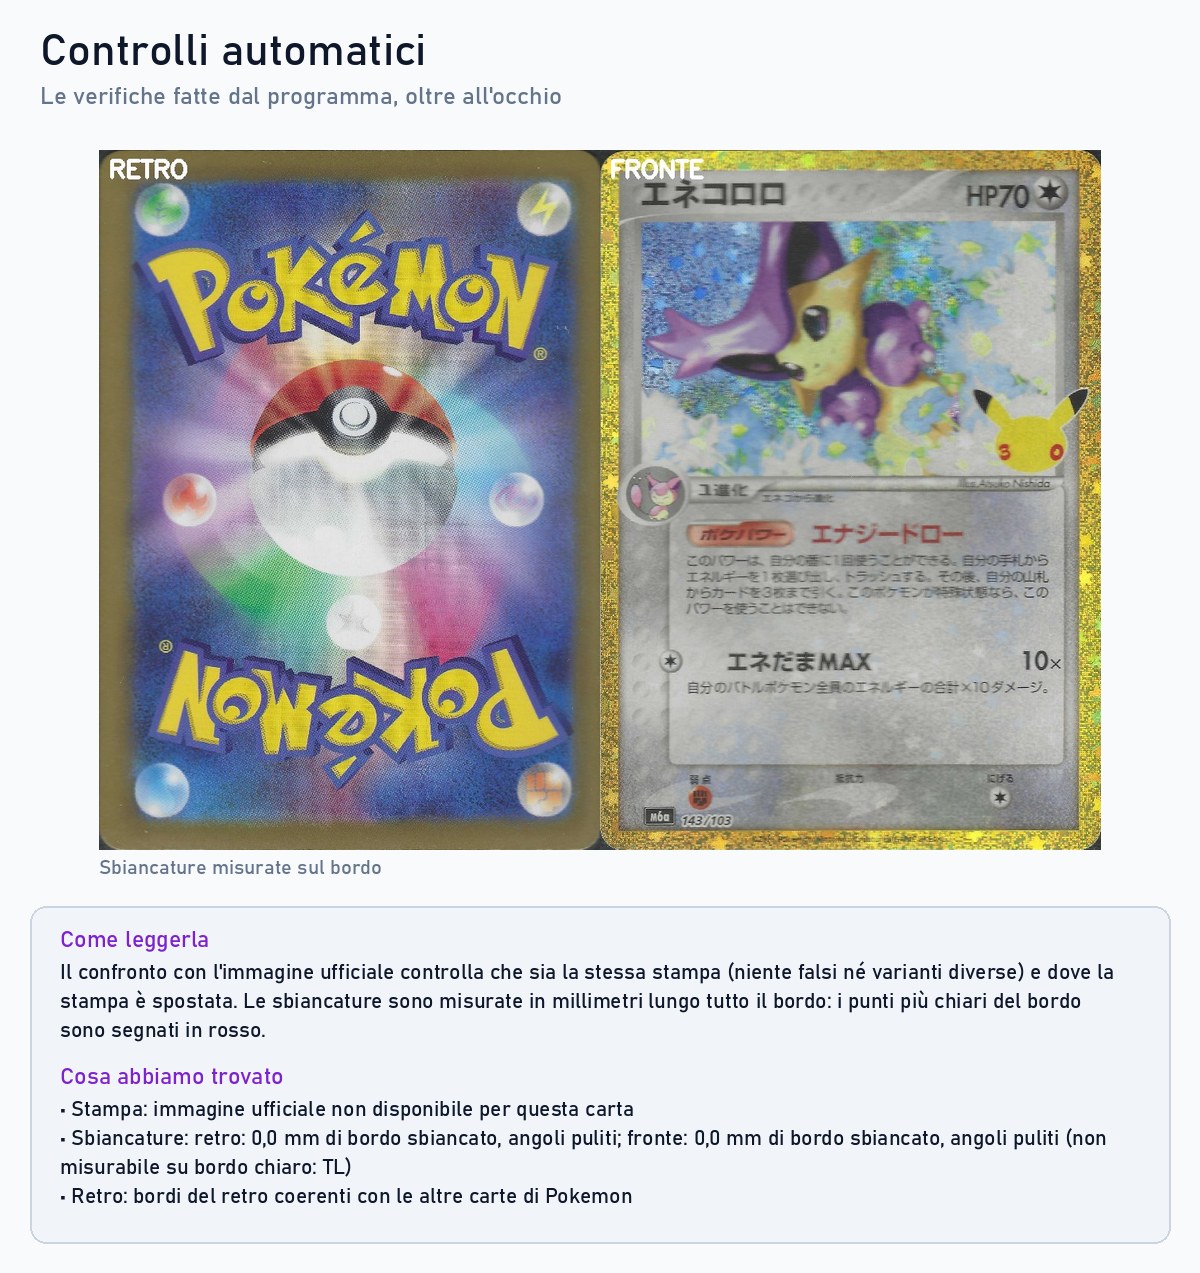 Controlli automatici
Le verifiche fatte dal programma, oltre all'occhio
RETRO
POKéMON
®
®
POKéMON
FRONTE
エネコロロ
HP70
30
Illus.Atsuko Nishida
1進化
エネコから進化
ポケパワー エナジードロー
このパワーは、自分の番に1回使うことができる。自分の手札から
エネルギーを1枚選び出し、トラッシュする。その後、自分の山札
からカードを3枚まで引く。このポケモンが特殊状態なら、この
パワーを使うことはできない。
エネだまMAX 10×
自分のバトルポケモン全員のエネルギーの合計×10ダメージ。
弱点 抵抗力 にげる
M6a 143/103
Sbiancature misurate sul bordo
Come leggerla
Il confronto con l'immagine ufficiale controlla che sia la stessa stampa (niente falsi né varianti diverse) e dove la
stampa è spostata. Le sbiancature sono misurate in millimetri lungo tutto il bordo: i punti più chiari del bordo
sono segnati in rosso.
Cosa abbiamo trovato
• Stampa: immagine ufficiale non disponibile per questa carta
• Sbiancature: retro: 0,0 mm di bordo sbiancato, angoli puliti; fronte: 0,0 mm di bordo sbiancato, angoli puliti (non
misurabile su bordo chiaro: TL)
• Retro: bordi del retro coerenti con le altre carte di Pokemon